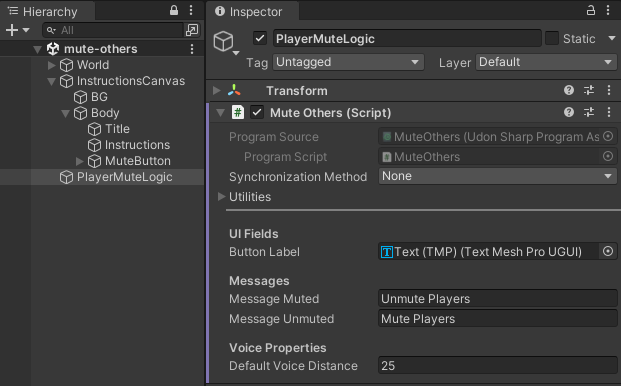 Hierarchy
All
mute-others
World
InstructionsCanvas
BG
Body
Title
Instructions
MuteButton
PlayerMuteLogic
Inspector
PlayerMuteLogic
Static
Tag Untagged Layer Default
Transform
# Mute Others (Script)
Program Source MuteOthers (Udon Sharp Program As
Program Script MuteOthers
Synchronization Method None
Utilities
UI Fields
Button Label Text (TMP) (Text Mesh Pro UGUI)
Messages
Message Muted Unmute Players
Message Unmuted Mute Players
Voice Properties
Default Voice Distance 25